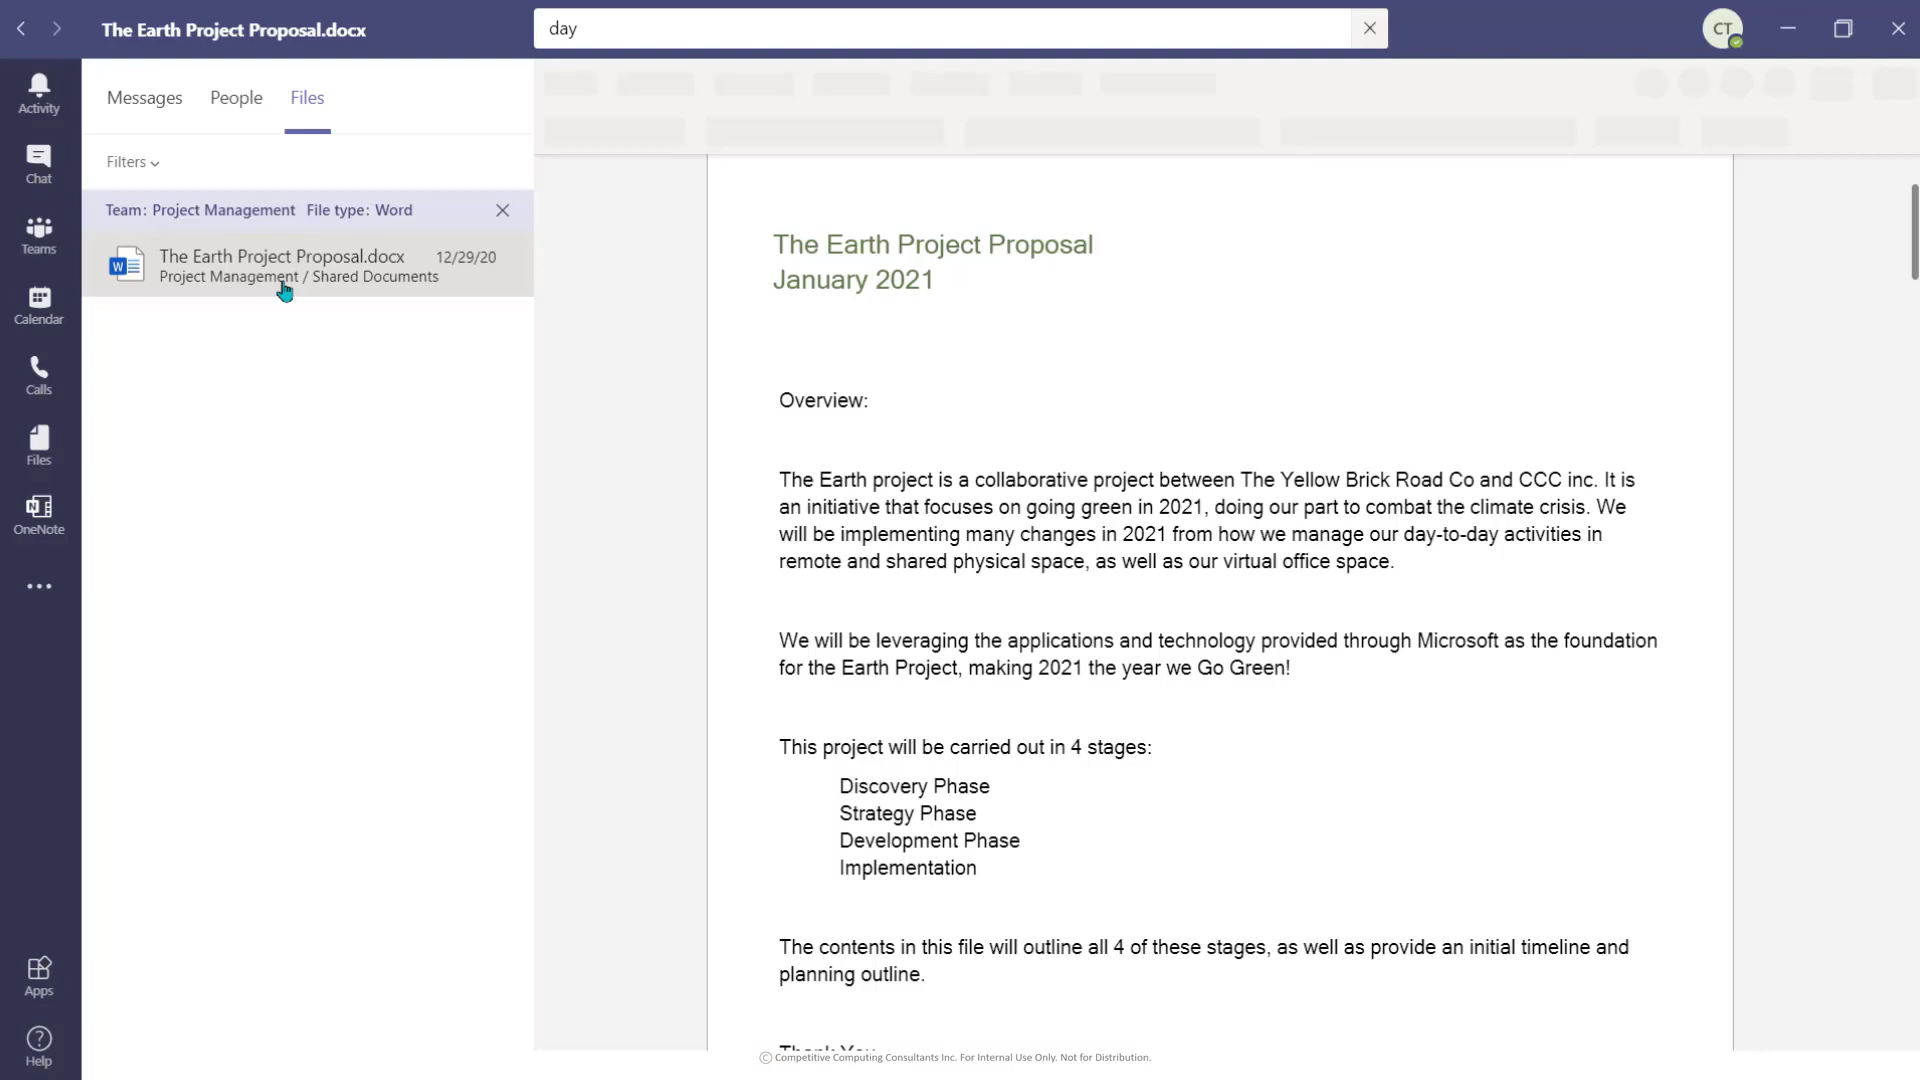 The Earth Project Proposal.docx
day
CT
Activity
Chat
Teams
Calendar
Calls
Files
OneNote
Apps
Help
Messages People Files
Filters
Team: Project Management File type: Word
The Earth Project Proposal.docx 12/29/20
Project Management / Shared Documents
The Earth Project Proposal
January 2021
Overview:
The Earth project is a collaborative project between The Yellow Brick Road Co and CCC inc. It is
an initiative that focuses on going green in 2021, doing our part to combat the climate crisis. We
will be implementing many changes in 2021 from how we manage our day-to-day activities in
remote and shared physical space, as well as our virtual office space.
We will be leveraging the applications and technology provided through Microsoft as the foundation
for the Earth Project, making 2021 the year we Go Green!
This project will be carried out in 4 stages:
Discovery Phase
Strategy Phase
Development Phase
Implementation
The contents in this file will outline all 4 of these stages, as well as provide an initial timeline and
planning outline.
Thank You
© Competitive Computing Consultants Inc. For Internal Use Only. Not for Distribution.